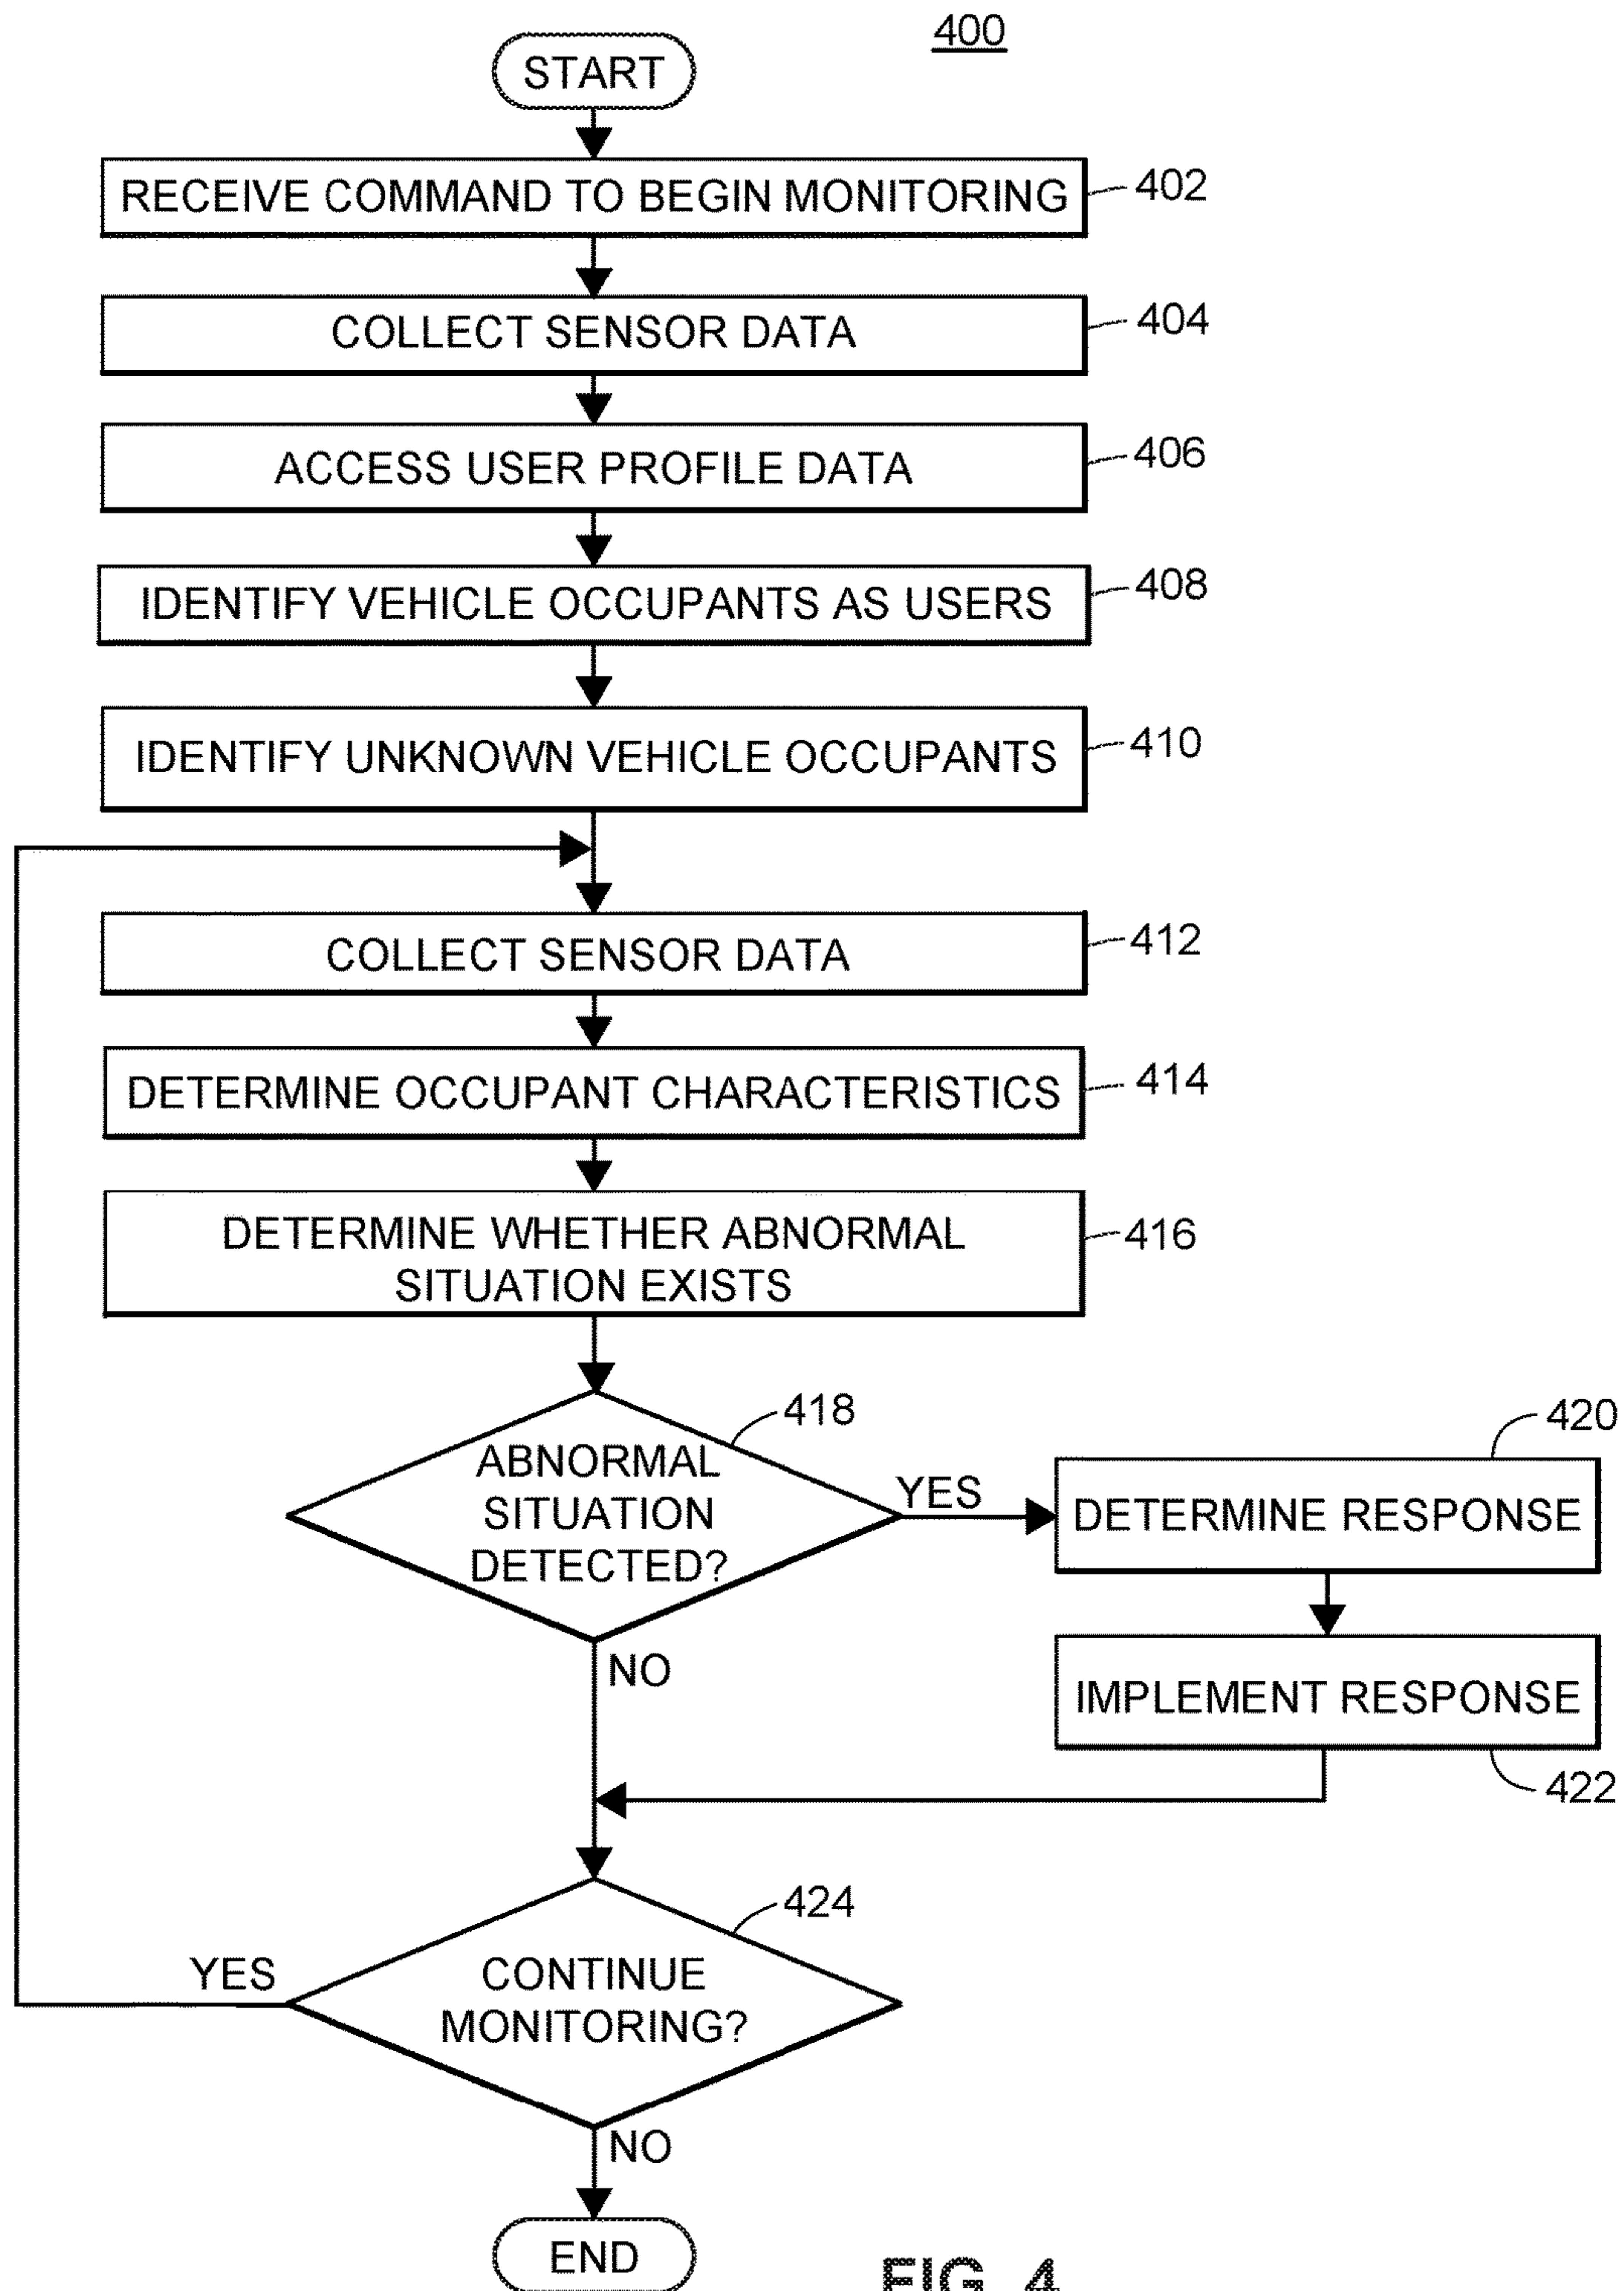 400
START
RECEIVE COMMAND TO BEGIN MONITORING
402
COLLECT SENSOR DATA
404
ACCESS USER PROFILE DATA
406
IDENTIFY VEHICLE OCCUPANTS AS USERS
408
IDENTIFY UNKNOWN VEHICLE OCCUPANTS
410
COLLECT SENSOR DATA
412
DETERMINE OCCUPANT CHARACTERISTICS
414
DETERMINE WHETHER ABNORMAL
SITUATION EXISTS
416
418
ABNORMAL
SITUATION
DETECTED?
YES
420
DETERMINE RESPONSE
NO
IMPLEMENT RESPONSE
422
424
CONTINUE
MONITORING?
YES
NO
END
FIG. 4